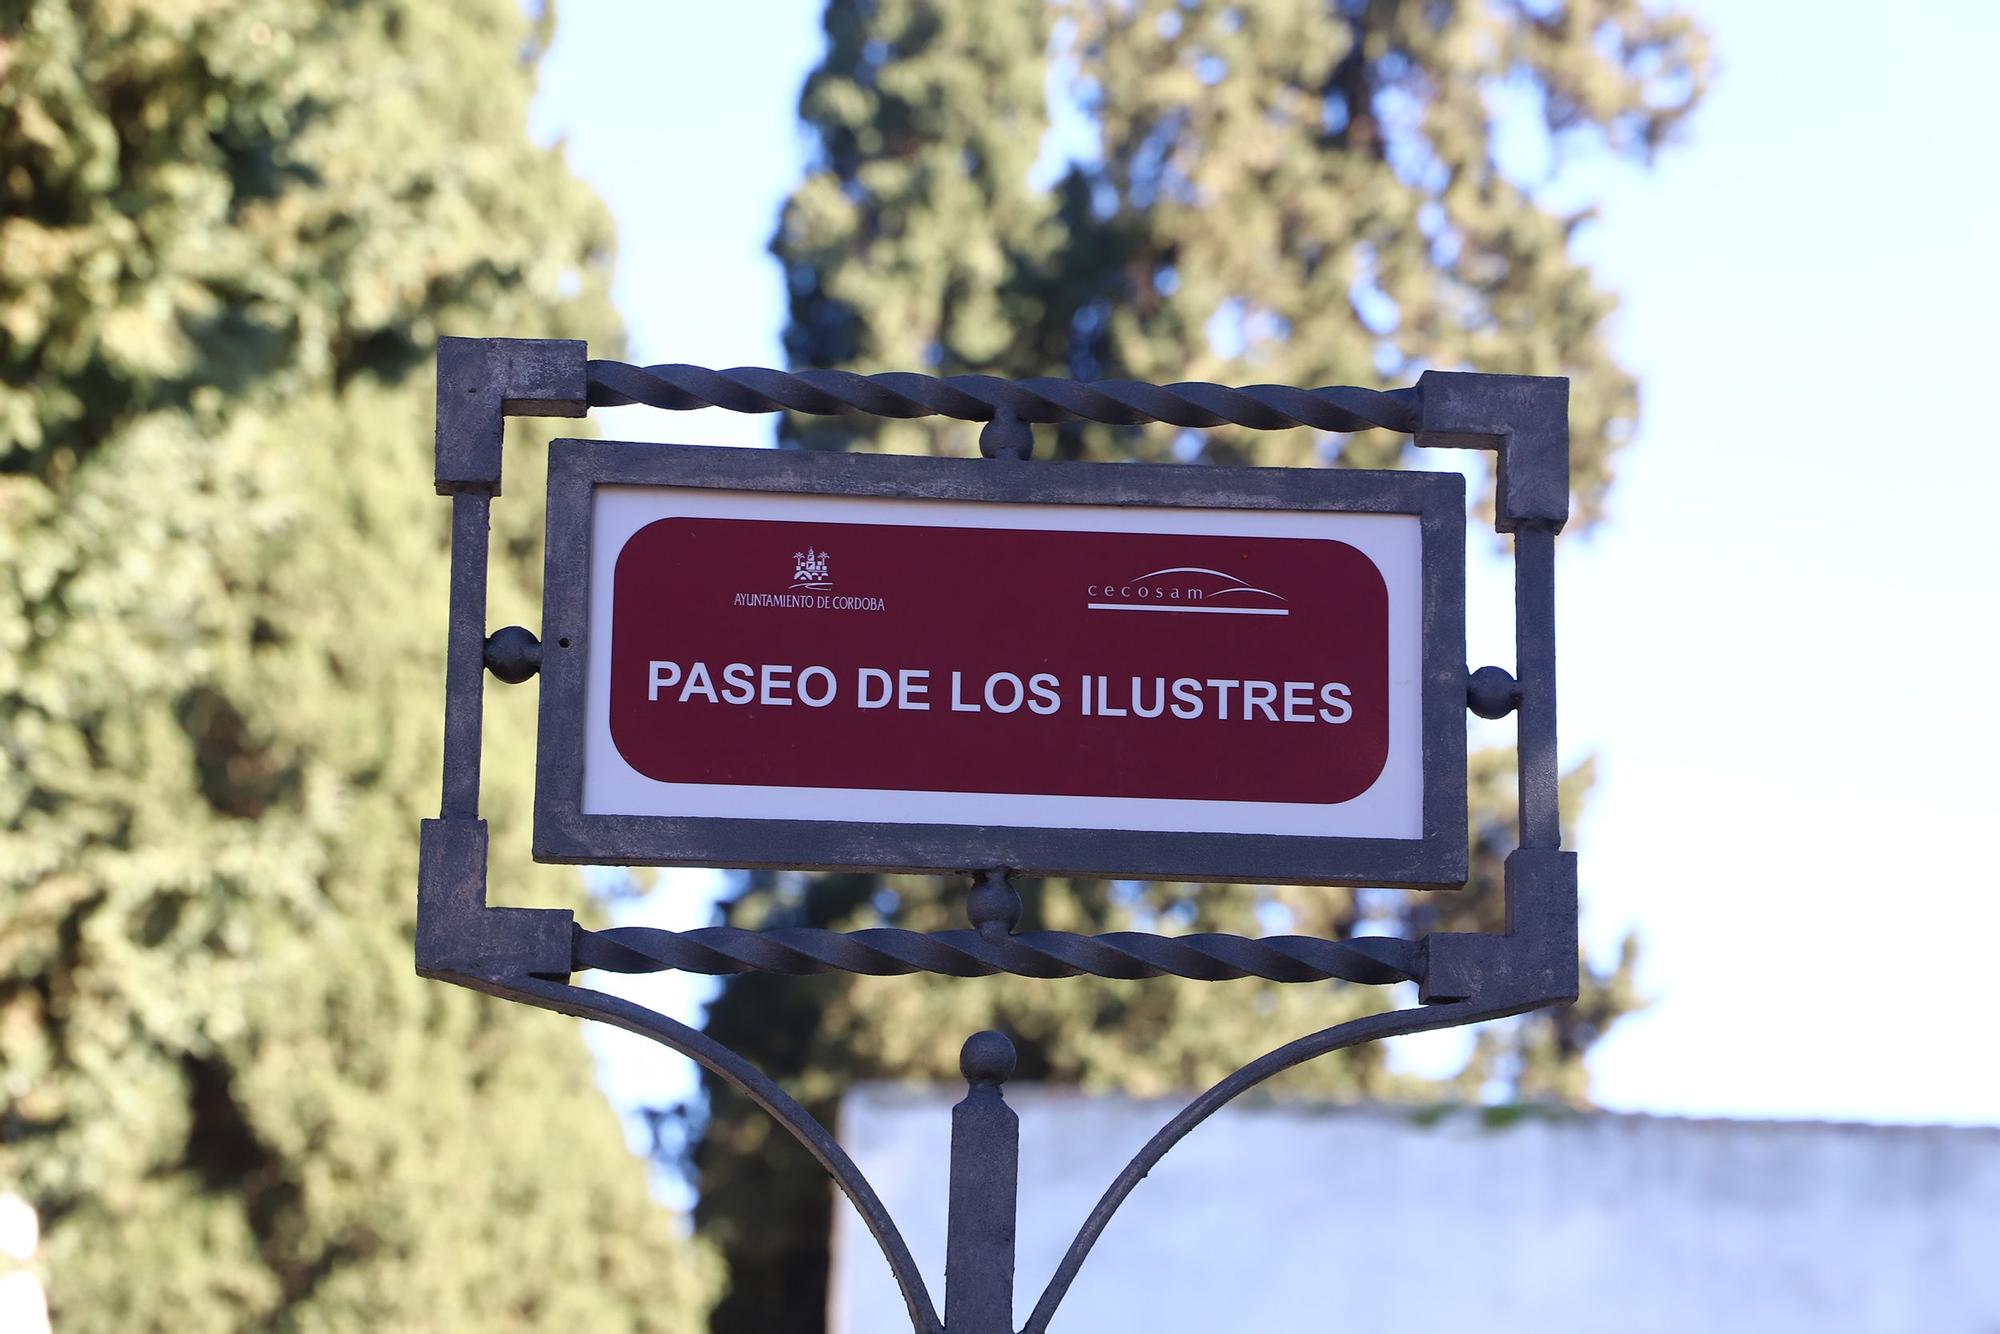 AYUNTAMIENTO DE CORDOBA
cecosam
PASEO DE LOS ILUSTRES